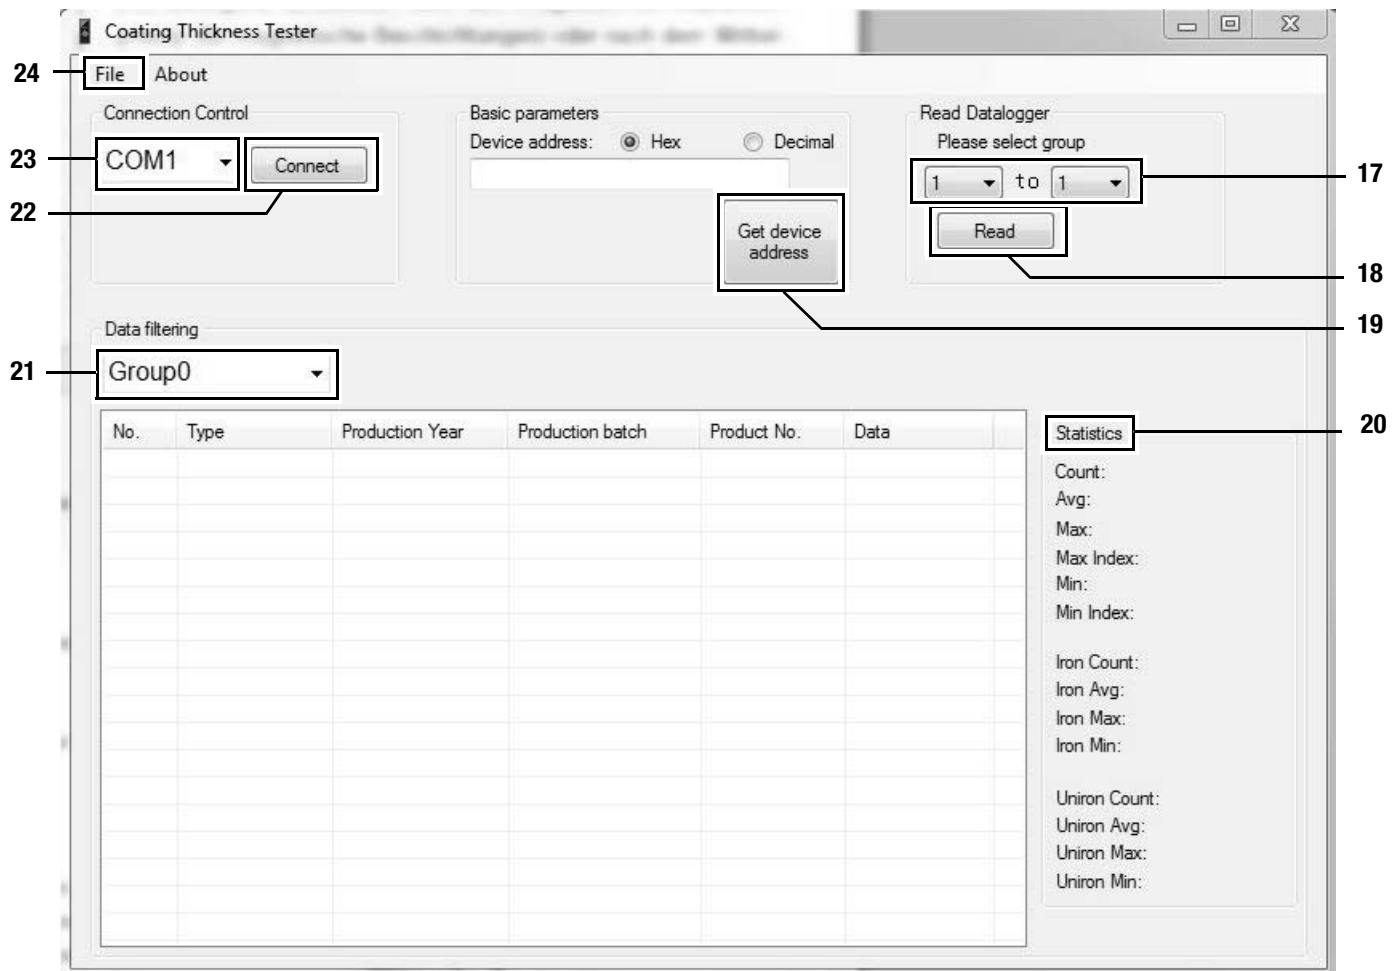 Coating Thickness Tester
24
File About
Connection Control
Basic parameters
Read Datalogger
Device address: Hex Decimal
Please select group
23
COM1
Connect
22
1 to 1
17
Get device
address
Read
18
19
Data filtering
21
Group0
No. Type Production Year Production batch Product No. Data
Statistics
20
Count:
Avg:
Max:
Max Index:
Min:
Min Index:
Iron Count:
Iron Avg:
Iron Max:
Iron Min:
Uniron Count:
Uniron Avg:
Uniron Max:
Uniron Min: